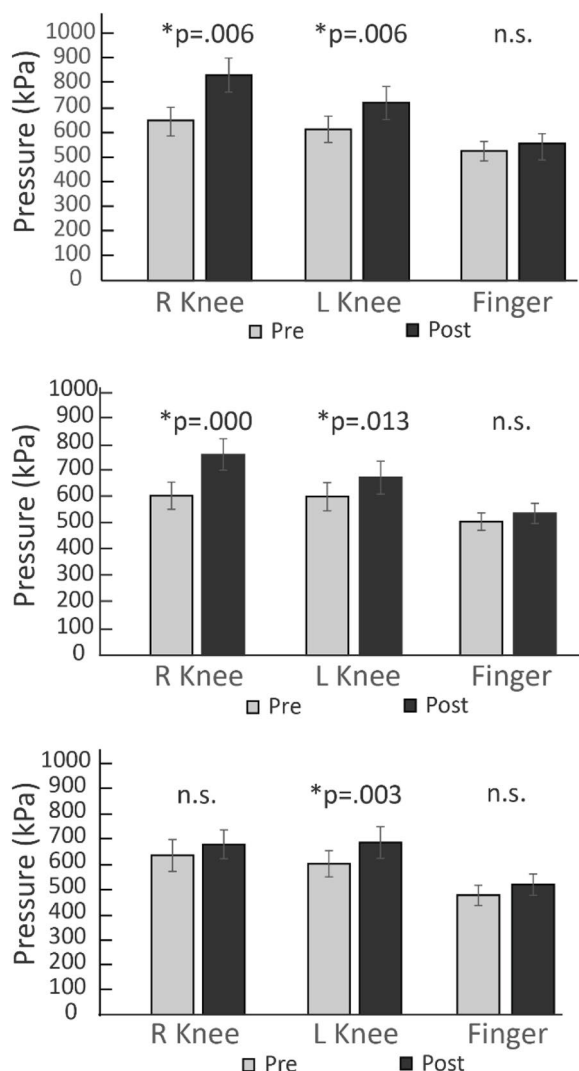 *p=.006 *p=.006 n.s.
Pressure (kPa)
1000
900
800
700
600
500
400
300
200
100
0
R Knee L Knee Finger
Pre Post
*p=.000 *p=.013 n.s.
Pressure (kPa)
1000
900
800
700
600
500
400
300
200
100
0
R Knee L Knee Finger
Pre Post
n.s. *p=.003 n.s.
Pressure (kPa)
1000
900
800
700
600
500
400
300
200
100
0
R Knee L Knee Finger
Pre Post